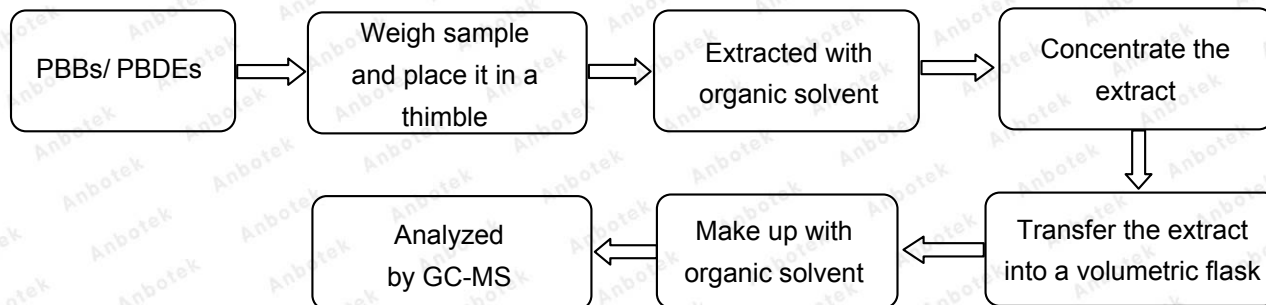 PBBs/ PBDEs
Weigh sample
and place it in a
thimble
Extracted with
organic solvent
Concentrate the
extract
Transfer the extract
into a volumetric flask
Make up with
organic solvent
Analyzed
by GC-MS
Anbotek